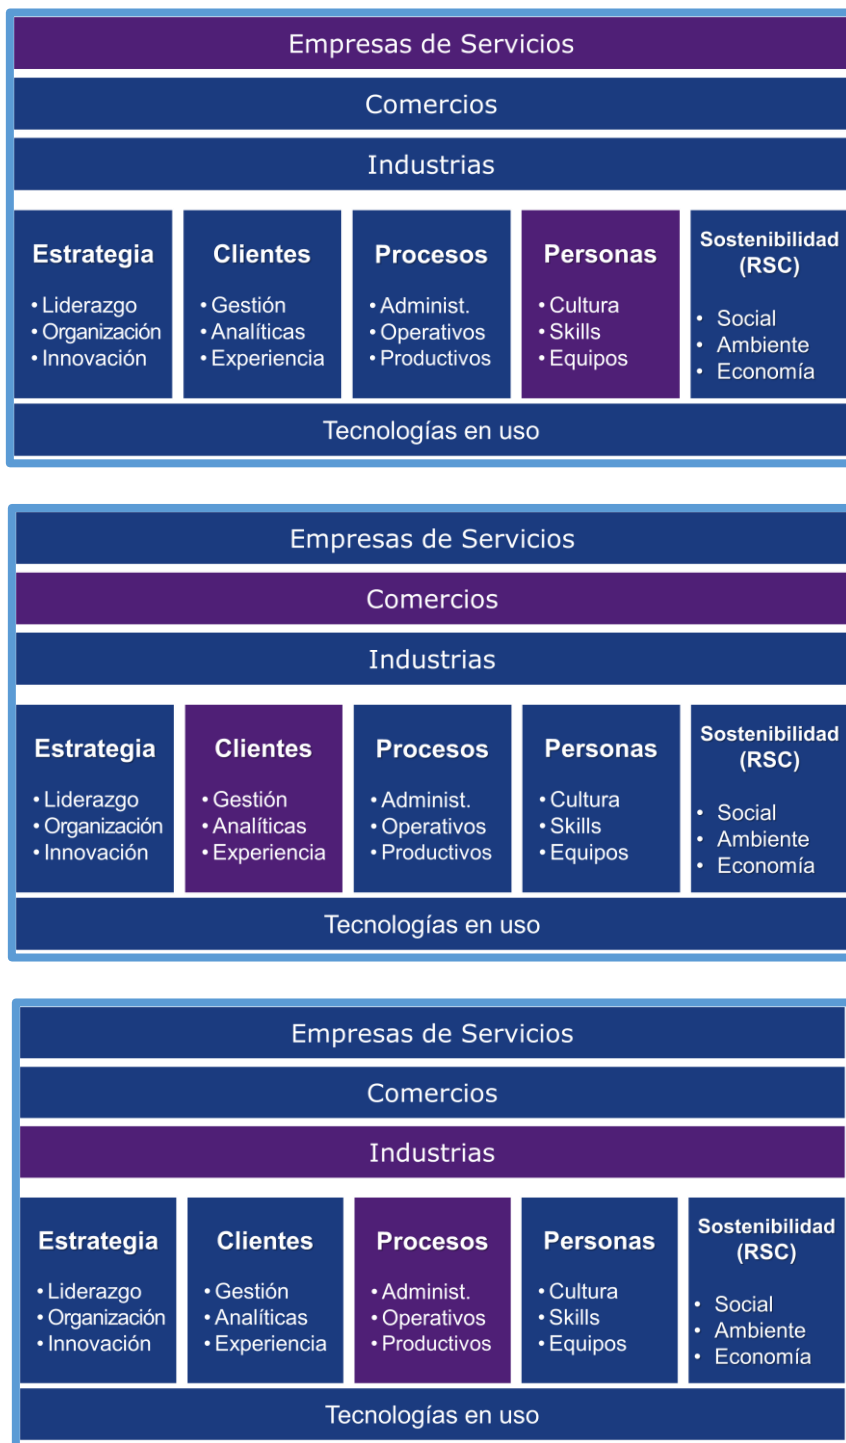 Empresas de Servicios
Comercios
Industrias
Estrategia
• Liderazgo
• Organización
• Innovación
Clientes
• Gestión
• Analíticas
• Experiencia
Procesos
• Administ.
• Operativos
• Productivos
Personas
• Cultura
• Skills
• Equipos
Sostenibilidad
(RSC)
• Social
• Ambiente
• Economía
Tecnologías en uso
Empresas de Servicios
Comercios
Industrias
Estrategia
• Liderazgo
• Organización
• Innovación
Clientes
• Gestión
• Analíticas
• Experiencia
Procesos
• Administ.
• Operativos
• Productivos
Personas
• Cultura
• Skills
• Equipos
Sostenibilidad
(RSC)
• Social
• Ambiente
• Economía
Tecnologías en uso
Empresas de Servicios
Comercios
Industrias
Estrategia
• Liderazgo
• Organización
• Innovación
Clientes
• Gestión
• Analíticas
• Experiencia
Procesos
• Administ.
• Operativos
• Productivos
Personas
• Cultura
• Skills
• Equipos
Sostenibilidad
(RSC)
• Social
• Ambiente
• Economía
Tecnologías en uso